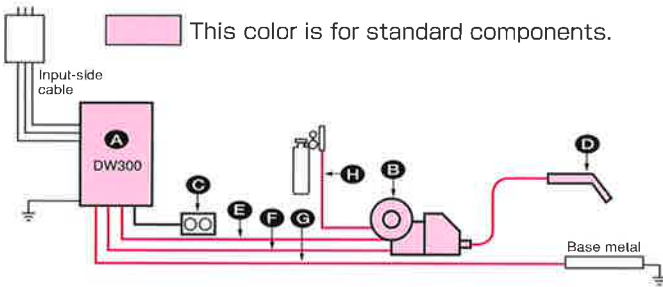 This color is for standard components.
Input-side
cable
A
DW300
C
E
F
G
H
B
D
Base metal